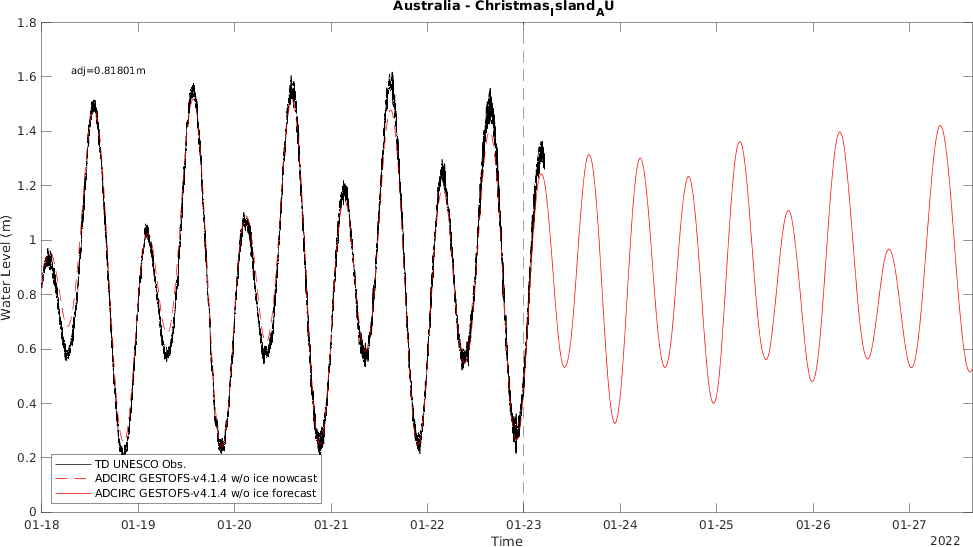 Australia - Christmas_Island_AU
adj=0.81801m
1.8
1.6
1.4
1.2
1
0.8
0.6
0.4
0.2
0
Water Level (m)
TD UNESCO Obs.
ADCIRC GESTOFS-v4.1.4 w/o ice nowcast
ADCIRC GESTOFS-v4.1.4 w/o ice forecast
01-18 01-19 01-20 01-21 01-22 01-23 01-24 01-25 01-26 01-27
Time
2022